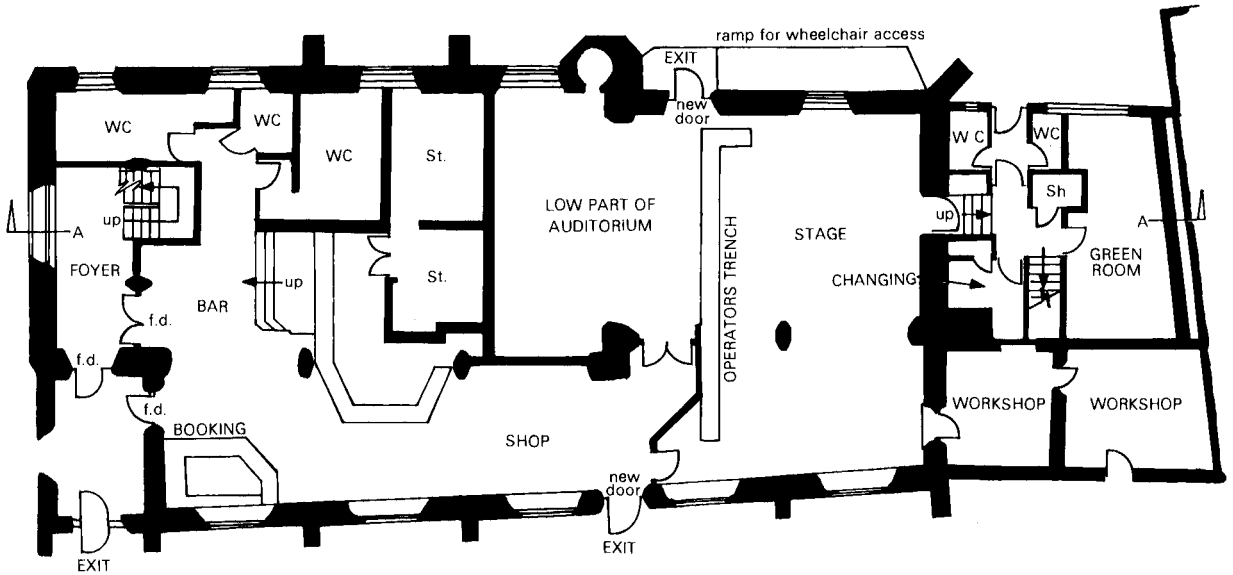 ramp for wheelchair access
EXIT
new
door
WC
WC
WC
St.
W C
WC
Sh
LOW PART OF
AUDITORIUM
STAGE
up
up
A
A
FOYER
BAR
up
St.
OPERATORS TRENCH
CHANGING
GREEN
ROOM
f.d.
f.d.
f.d.
BOOKING
SHOP
WORKSHOP
WORKSHOP
new
door
EXIT
EXIT